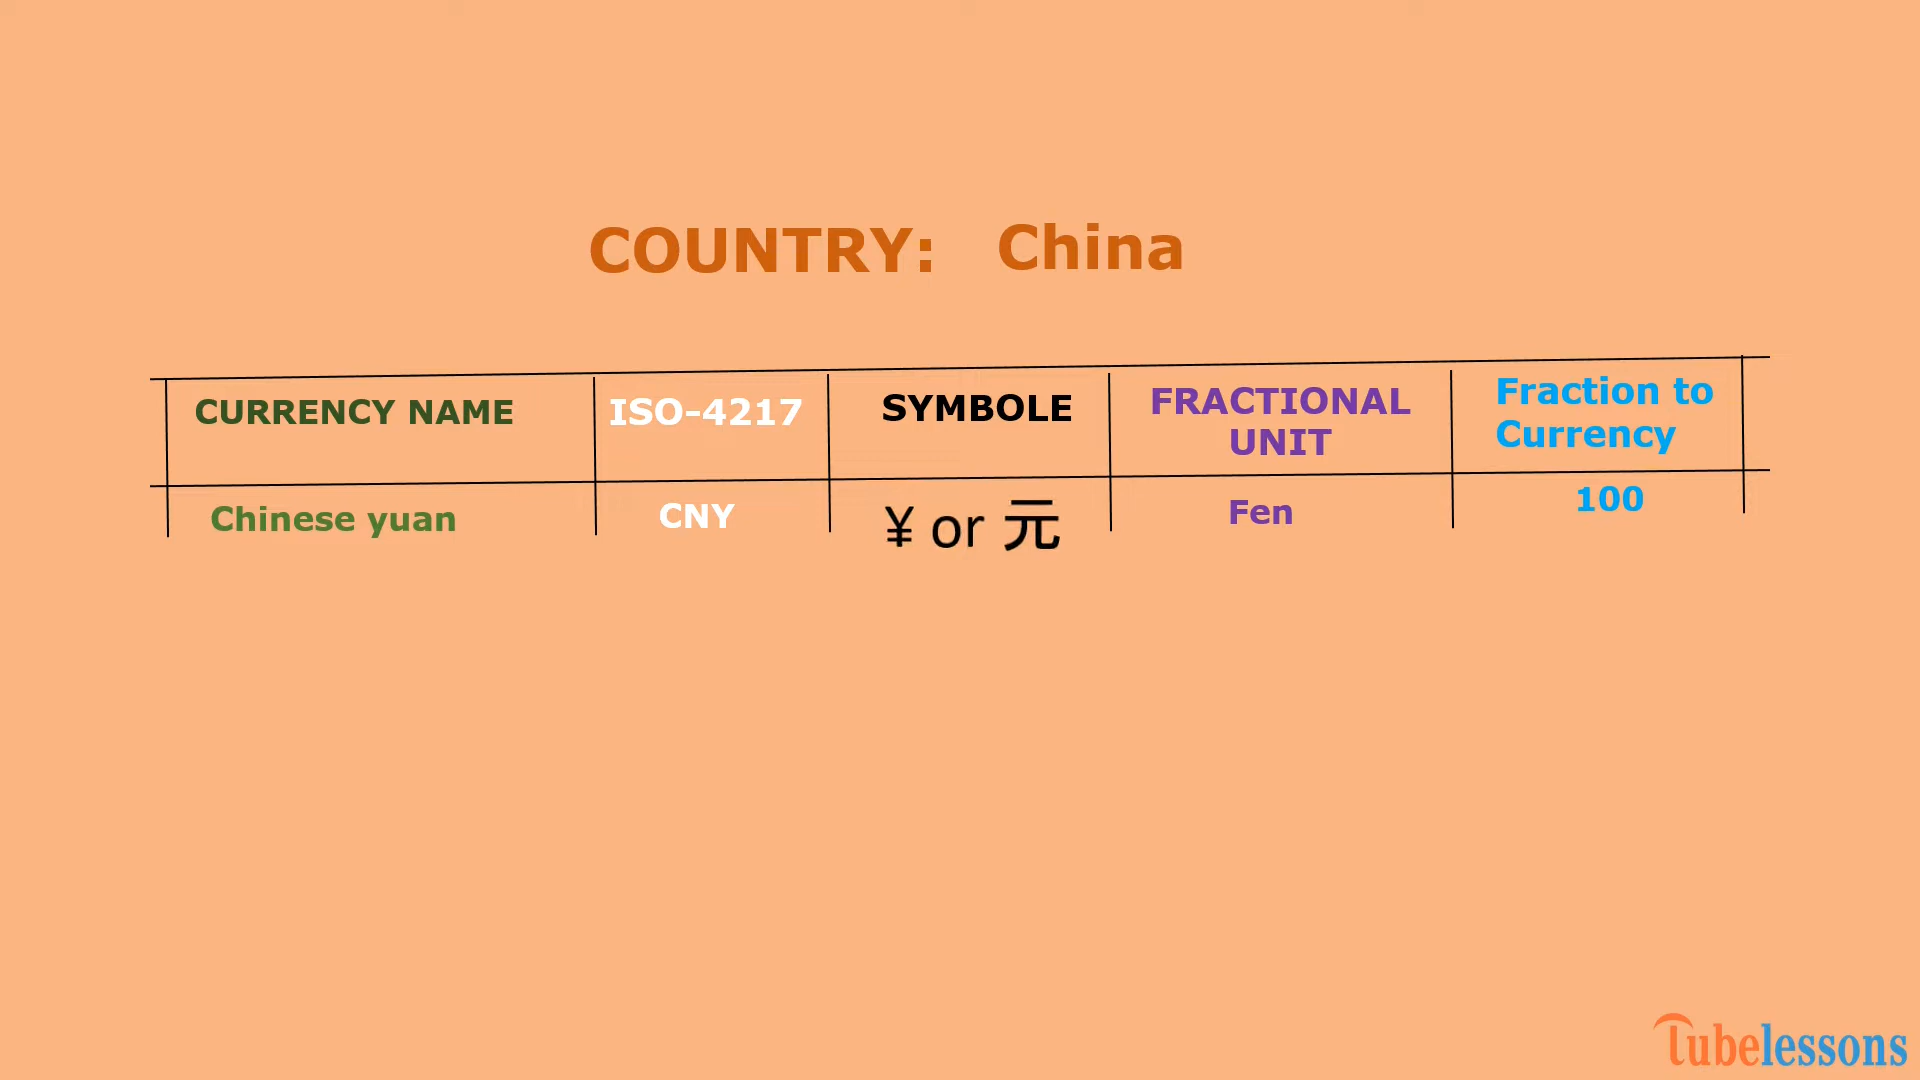 COUNTRY: China
CURRENCY NAME
ISO-4217
SYMBOLE
FRACTIONAL
UNIT
Fraction to
Currency
Chinese yuan
CNY
¥ or 元
Fen
100
Tubelessons